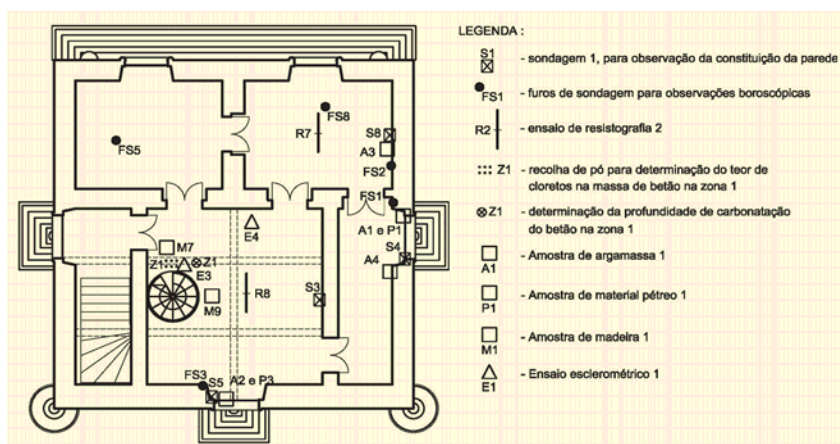 LEGENDA :
S1
- sondagem 1, para observação da constituição da parede
FS1
- furos de sondagem para observações boroscópicas
R2
- ensaio de resistografia 2
Z1
- recolha de pó para determinação do teor de
cloretos na massa de betão na zona 1
Z1
- determinação da profundidade de carbonatação
do betão na zona 1
A1
- Amostra de argamassa 1
P1
- Amostra de material pétreo 1
M1
- Amostra de madeira 1
E1
- Ensaio esclerométrico 1
FS5
FS8
R7
S8
A3
FS2
FS1
A1 e P1
E4
M7
Z1
Z1
E3
S4
A4
M9
R8
S3
FS3
S5
A2 e P3